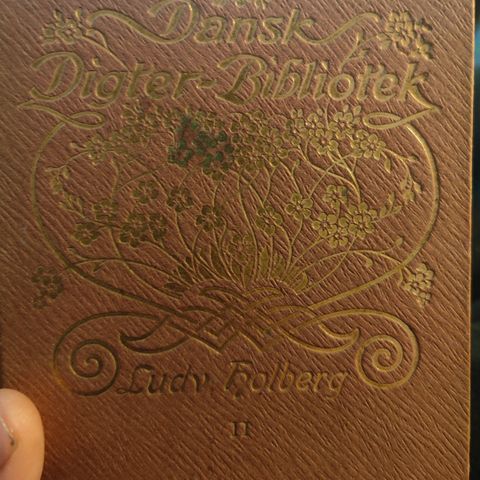 Dansk
Digter-Bibliotek
Ludv. Holberg
II